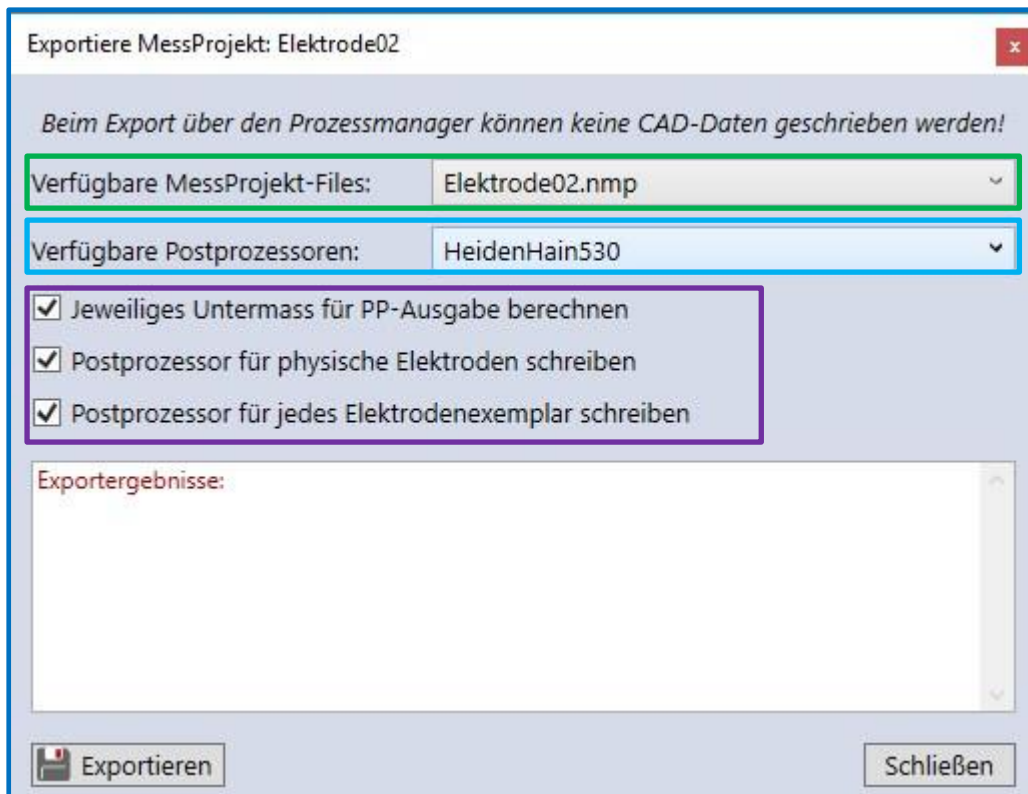 Exportiere MessProjekt: Elektrode02
x
Beim Export über den Prozessmanager können keine CAD-Daten geschrieben werden!
Verfügbare MessProjekt-Files: Elektrode02.nmp
Verfügbare Postprozessoren: HeidenHain530
Jeweiliges Untermass für PP-Ausgabe berechnen
Postprozessor für physische Elektroden schreiben
Postprozessor für jedes Elektrodenexemplar schreiben
Exportergebnisse:
Exportieren Schließen